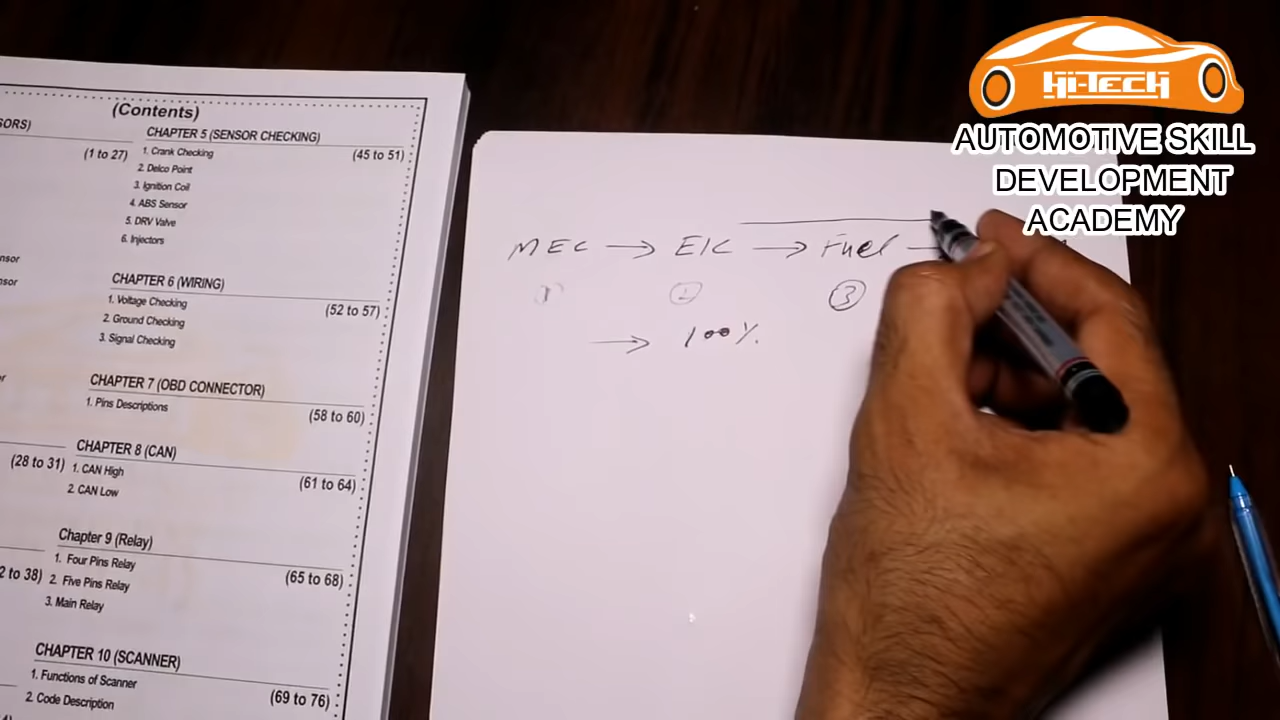 Hi-TECH
AUTOMOTIVE SKILL
DEVELOPMENT
ACADEMY
(Contents)
SORS)
(1 to 27)
(28 to 31)
2 to 38)
CHAPTER 5 (SENSOR CHECKING)
1. Crank Checking
(45 to 51)
2. Delco Point
3. Ignition Coil
4. ABS Sensor
5. DRV Valve
6. Injectors
CHAPTER 6 (WIRING)
1. Voltage Checking
(52 to 57)
2. Ground Checking
3. Signal Checking
CHAPTER 7 (OBD CONNECTOR)
1. Pins Descriptions
(58 to 60)
CHAPTER 8 (CAN)
1. CAN High
(61 to 64)
2. CAN Low
Chapter 9 (Relay)
1. Four Pins Relay
(65 to 68)
2. Five Pins Relay
3. Main Relay
CHAPTER 10 (SCANNER)
1. Functions of Scanner
(69 to 76)
2. Code Description
MEC → EIC → Fuel
1 2 3
→ 100%